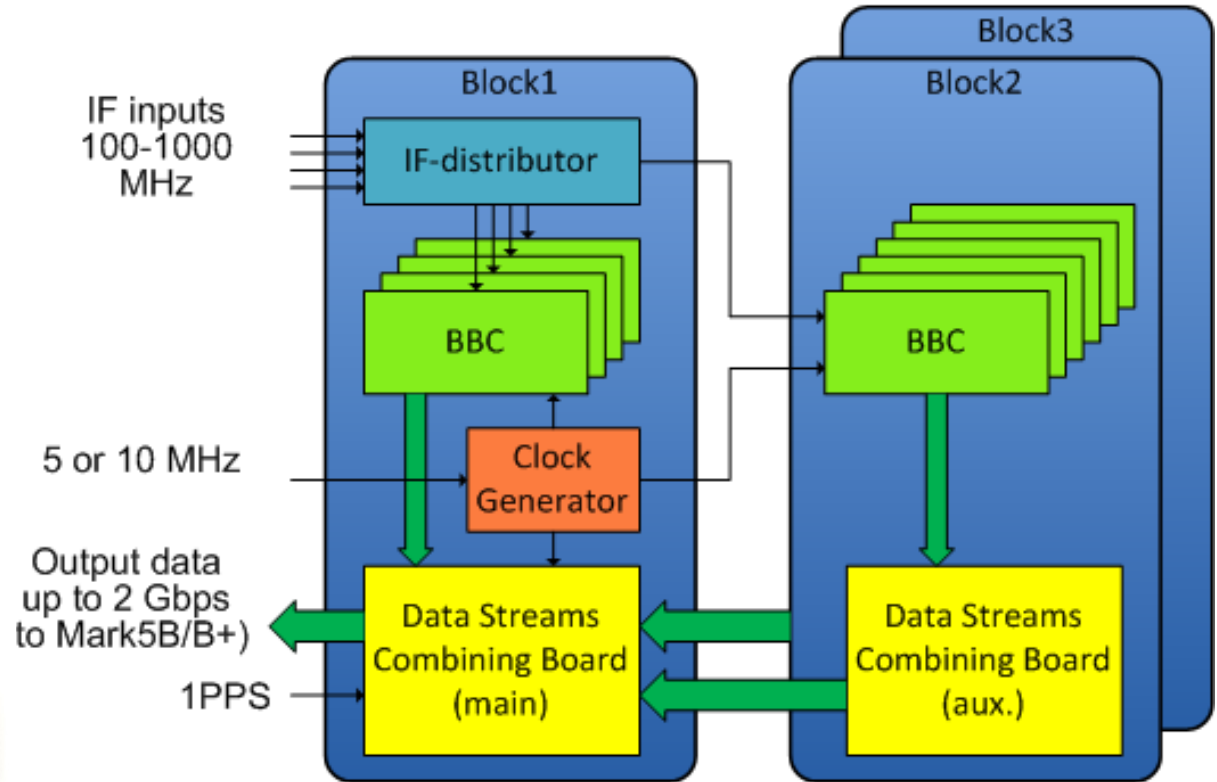 Block3
Block1
Block2
IF inputs
100-1000
MHz
IF-distributor
BBC
BBC
5 or 10 MHz
Clock
Generator
Output data
up to 2 Gbps
to Mark5B/B+)
Data Streams
Combining Board
(main)
Data Streams
Combining Board
(aux.)
1PPS